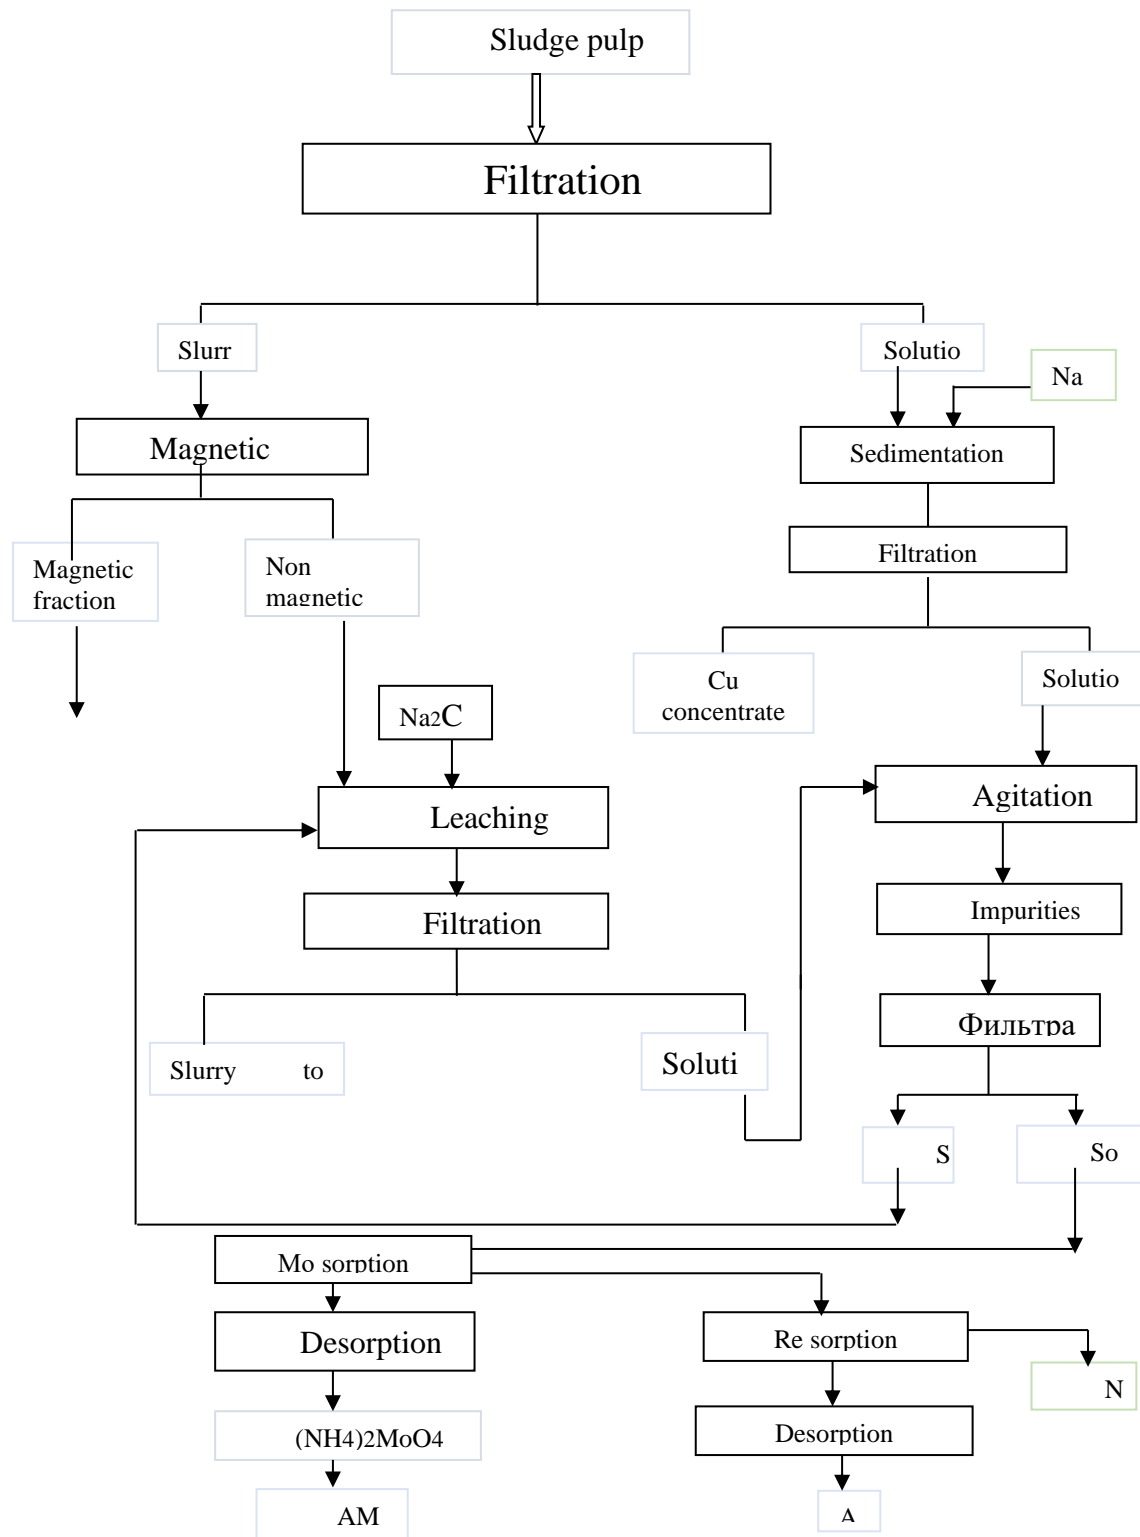 Sludge pulp
Filtration
Slurr
Solutio
Na
Magnetic
Sedimentation
Magnetic
fraction
Non
magnetic
Filtration
Cu
concentrate
Solutio
Na2C
Leaching
Agitation
Filtration
Impurities
Фильтра
Slurry to
Soluti
S
So
Mo sorption
Desorption
Re sorption
N
(NH4)2MoO4
Desorption
AM
A